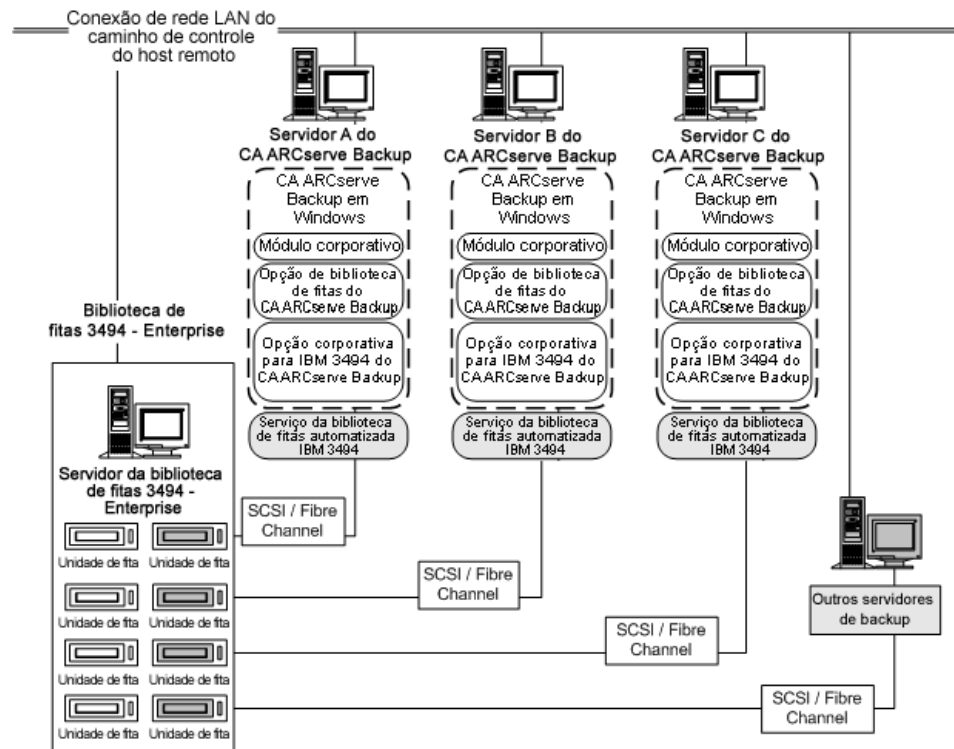 Conexão de rede LAN do
caminho de controle
do host remoto
Servidor A do
CA ARCserve Backup
CA ARCserve
Backup em
Windows
Módulo corporativo
Opção de biblioteca
de fitas do
CA ARCserve Backup
Opção corporativa
para IBM 3494 do
CA ARCserve Backup
Serviço da biblioteca
de fitas automatizada
IBM 3494
Servidor B do
CA ARCserve Backup
CA ARCserve
Backup em
Windows
Módulo corporativo
Opção de biblioteca
de fitas do
CA ARCserve Backup
Opção corporativa
para IBM 3494 do
CA ARCserve Backup
Serviço da biblioteca
de fitas automatizada
IBM 3494
Servidor C do
CA ARCserve Backup
CA ARCserve
Backup em
Windows
Módulo corporativo
Opção de biblioteca
de fitas do
CA ARCserve Backup
Opção corporativa
para IBM 3494 do
CA ARCserve Backup
Serviço da biblioteca
de fitas automatizada
IBM 3494
Biblioteca de
fitas 3494 - Enterprise
Servidor da biblioteca
de fitas 3494 -
Enterprise
Unidade de fita Unidade de fita
Unidade de fita Unidade de fita
Unidade de fita Unidade de fita
Unidade de fita Unidade de fita
SCSI / Fibre
Channel
SCSI / Fibre
Channel
SCSI / Fibre
Channel
SCSI / Fibre
Channel
Outros servidores
de backup